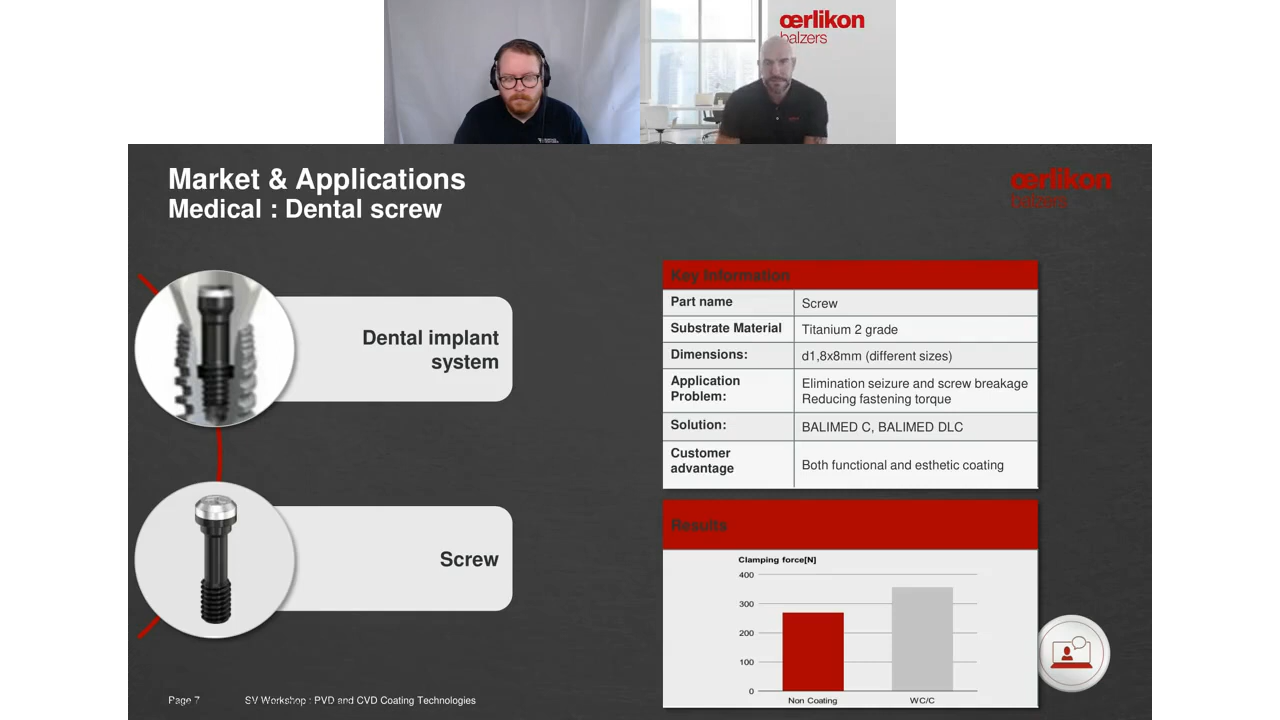 œrlikon
balzers
Market & Applications
Medical : Dental screw
œrlikon
balzers
Dental implant
system
Screw
Key Information
Part name
Screw
Substrate Material
Titanium 2 grade
Dimensions:
d1,8x8mm (different sizes)
Application
Problem:
Elimination seizure and screw breakage
Reducing fastening torque
Solution:
BALIMED C, BALIMED DLC
Customer
advantage
Both functional and esthetic coating
Results
Clamping force[N]
400
300
200
100
0
Non Coating
WC/C
Page 7
SV Workshop : PVD and CVD Coating Technologies